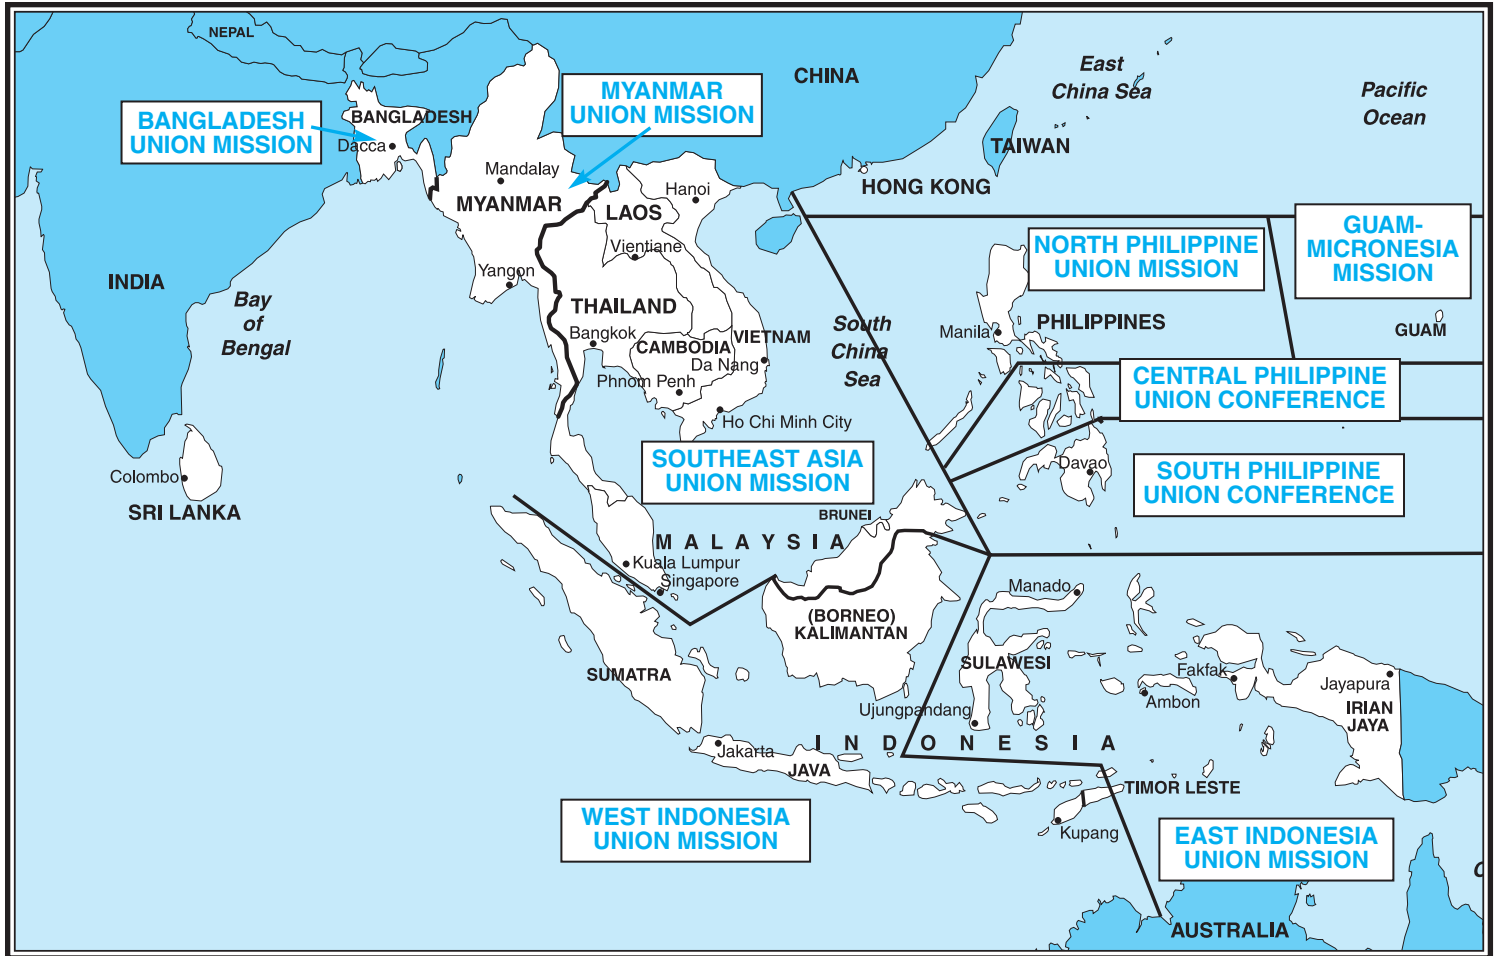 NEPAL
CHINA
East
China Sea
Pacific
Ocean
MYANMAR
UNION MISSION
BANGLADESH
UNION MISSION
BANGLADESH
Dacca
TAIWAN
HONG KONG
Mandalay
MYANMAR
Hanoi
LAOS
Vientiane
NORTH PHILIPPINE
UNION MISSION
GUAM-
MICRONESIA
MISSION
INDIA
Bay
of
Bengal
Yangon
THAILAND
Bangkok
CAMBODIA
VIETNAM
Da Nang
Phnom Penh
Ho Chi Minh City
South
China
Sea
Manila
PHILIPPINES
GUAM
CENTRAL PHILIPPINE
UNION CONFERENCE
SOUTHEAST ASIA
UNION MISSION
Davao
SOUTH PHILIPPINE
UNION CONFERENCE
Colombo
SRI LANKA
BRUNEI
MALAYSIA
Kuala Lumpur
Singapore
(BORNEO)
KALIMANTAN
Manado
SUMATRA
SULAWESI
Fakfak
Ambon
Jayapura
IRIAN
JAYA
Ujungpandang
INDONESIA
Jakarta
JAVA
TIMOR LESTE
Kupang
WEST INDONESIA
UNION MISSION
EAST INDONESIA
UNION MISSION
AUSTRALIA